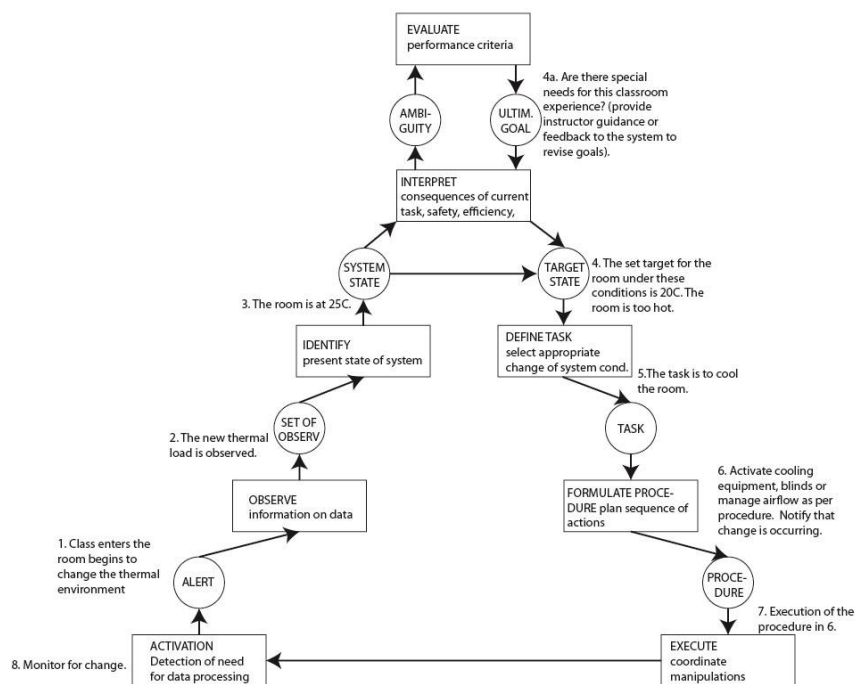 EVALUATE
performance criteria
AMBI-
GUITY
ULTIM.
GOAL
4a. Are there special
needs for this classroom
experience? (provide
instructor guidance or
feedback to the system to
revise goals).
INTERPRET
consequences of current
task, safety, efficiency,
SYSTEM
STATE
TARGET
STATE
4. The set target for the
room under these
conditions is 20C. The
room is too hot.
3. The room is at 25C.
IDENTIFY
present state of system
DEFINE TASK
select appropriate
change of system cond.
5.The task is to cool
the room.
SET OF
OBSERV
2. The new thermal
load is observed.
TASK
OBSERVE
information on data
FORMULATE PROCE-
DURE plan sequence of
actions
6. Activate cooling
equipment, blinds or
manage airflow as per
procedure. Notify that
change is occurring.
1. Class enters the
room begins to
change the thermal
environment
ALERT
PROCE-
DURE
7. Execution of the
procedure in 6.
8. Monitor for change.
ACTIVATION
Detection of need
for data processing
EXECUTE
coordinate
manipulations